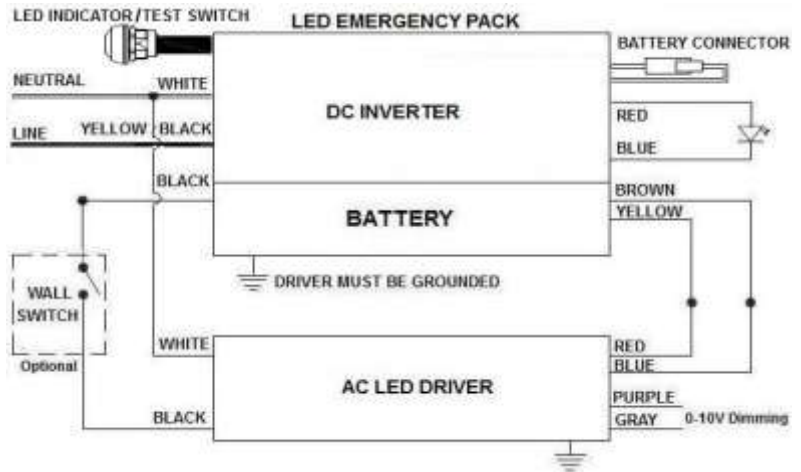 LED INDICATOR/TEST SWITCH
LED EMERGENCY PACK
BATTERY CONNECTOR
NEUTRAL
WHITE
DC INVERTER
RED
LINE
YELLOW
BLACK
BLUE
BLACK
BROWN
BATTERY
YELLOW
DRIVER MUST BE GROUNDED
WALL
SWITCH
WHITE
RED
Optional
BLUE
AC LED DRIVER
PURPLE
BLACK
GRAY
0-10V Dimming